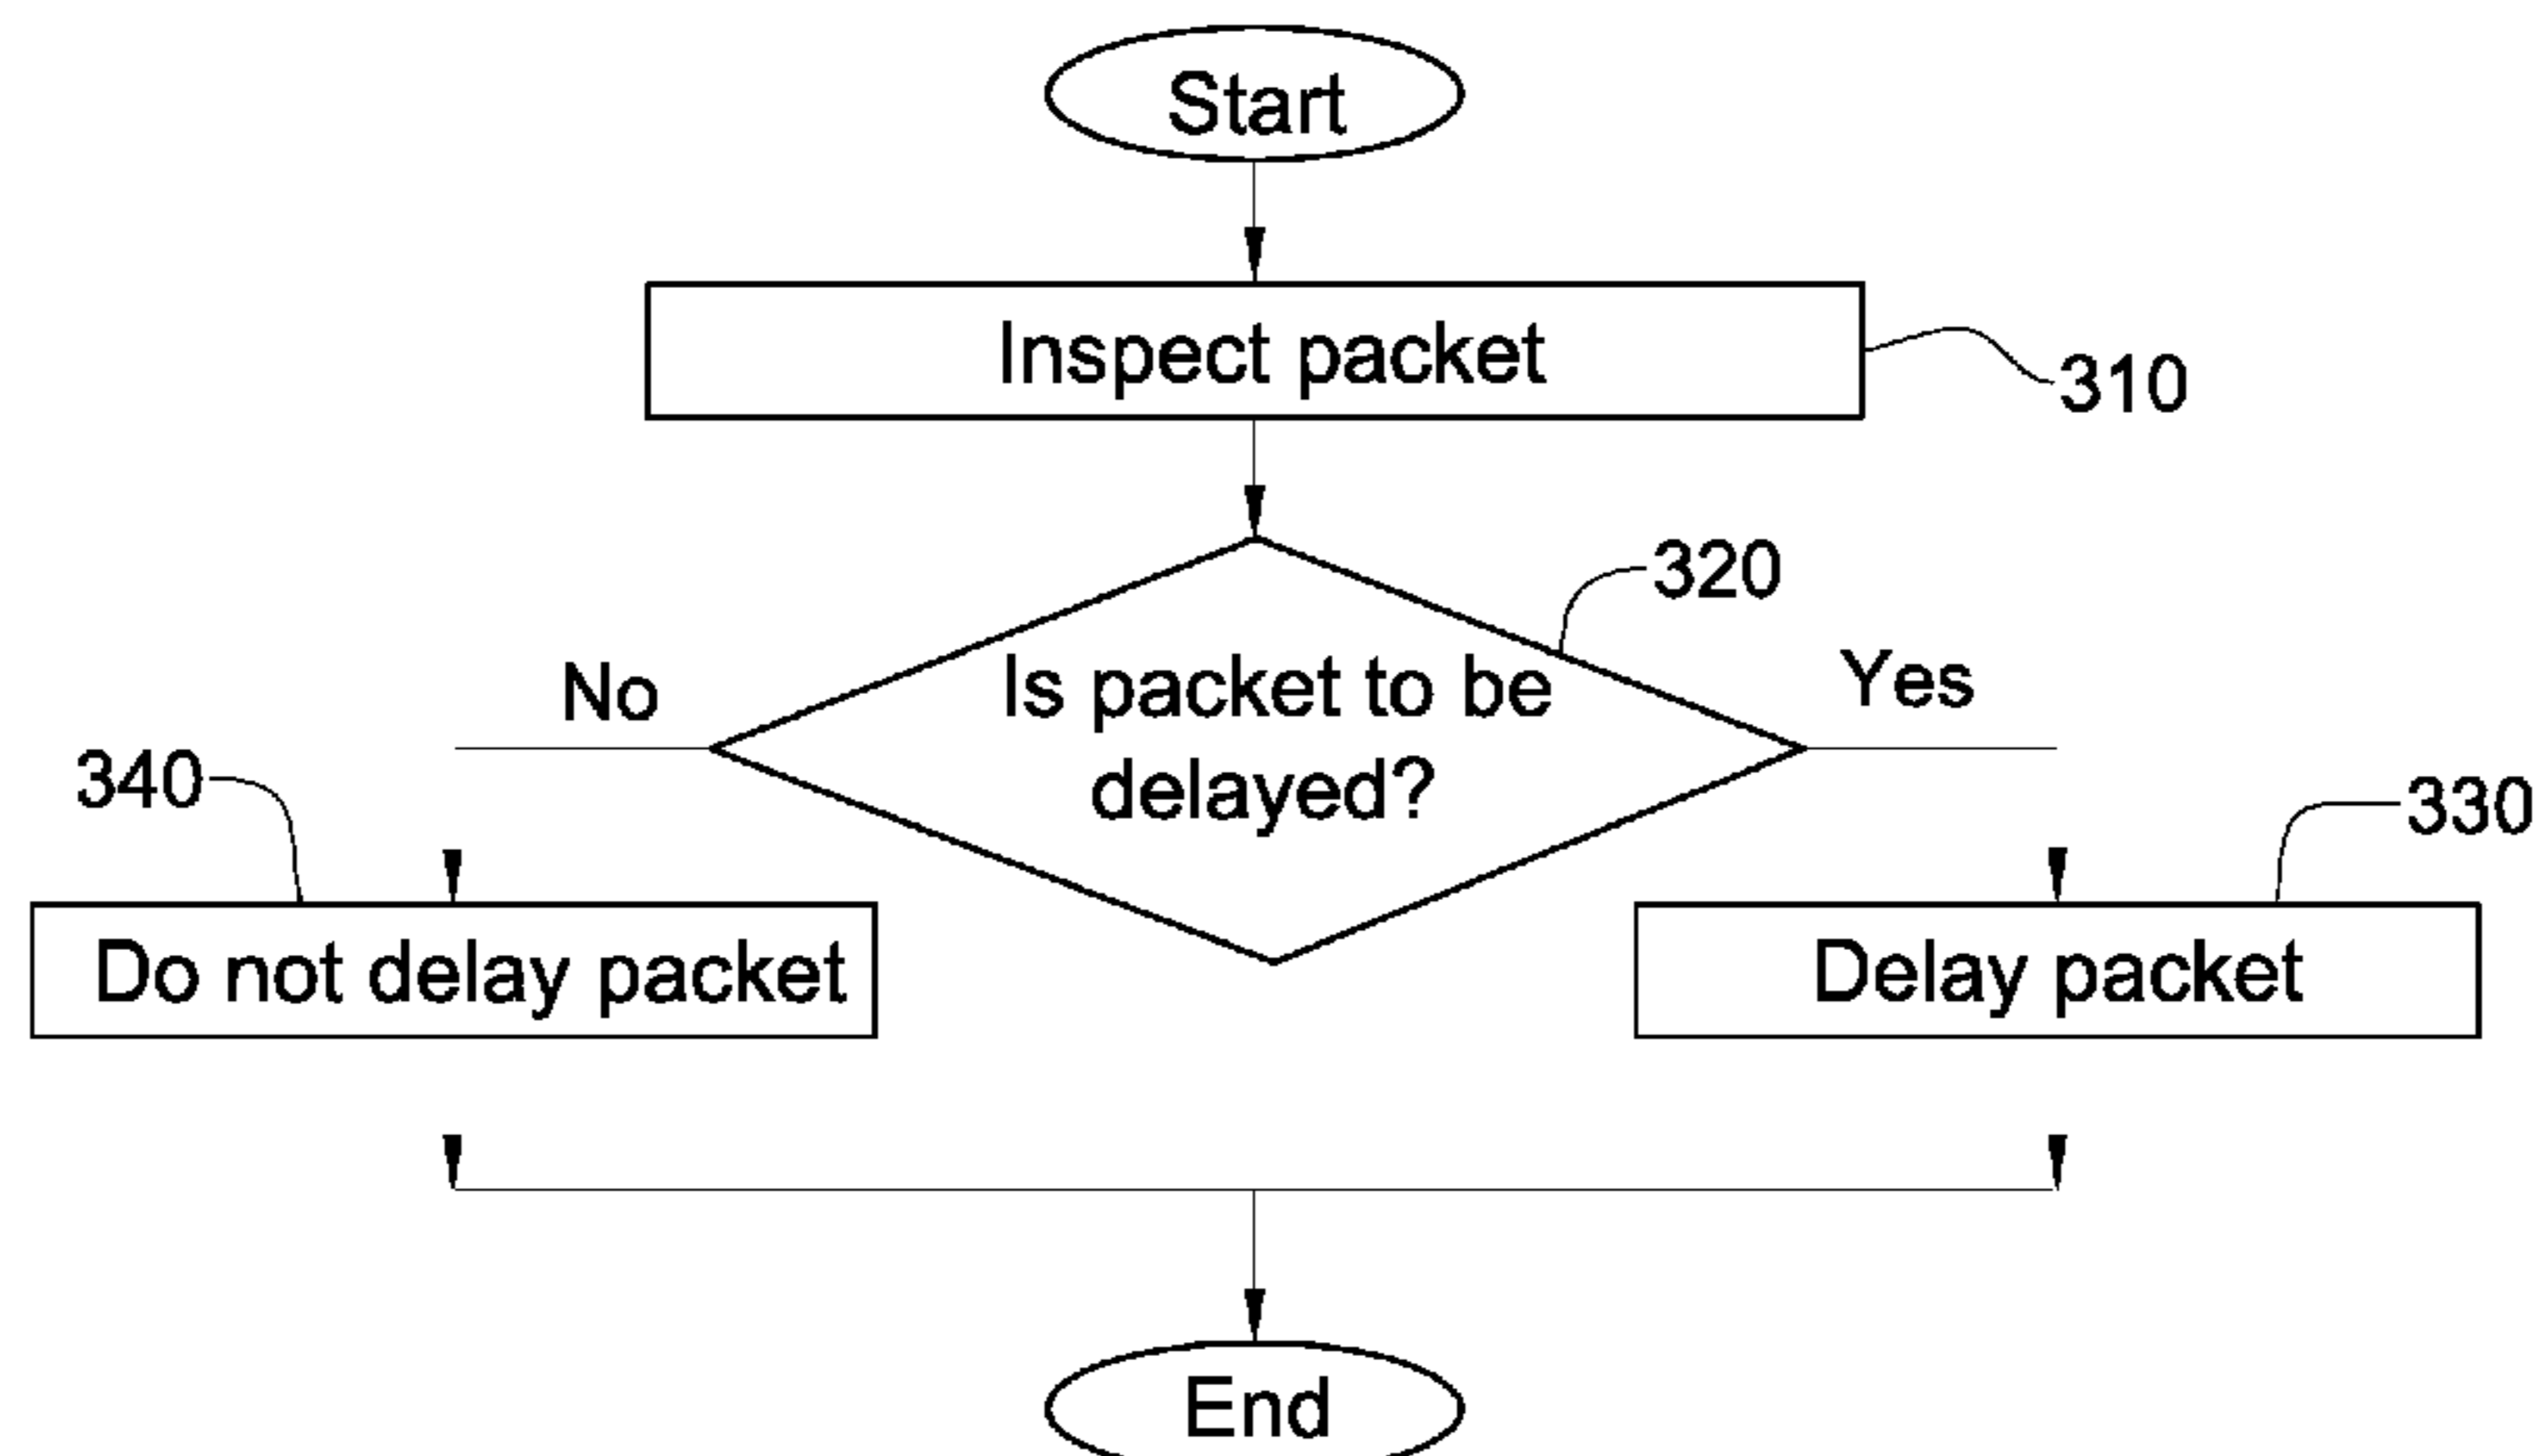 Start
Inspect packet
310
320
Is packet to be
delayed?
No
Yes
340
330
Do not delay packet
Delay packet
End